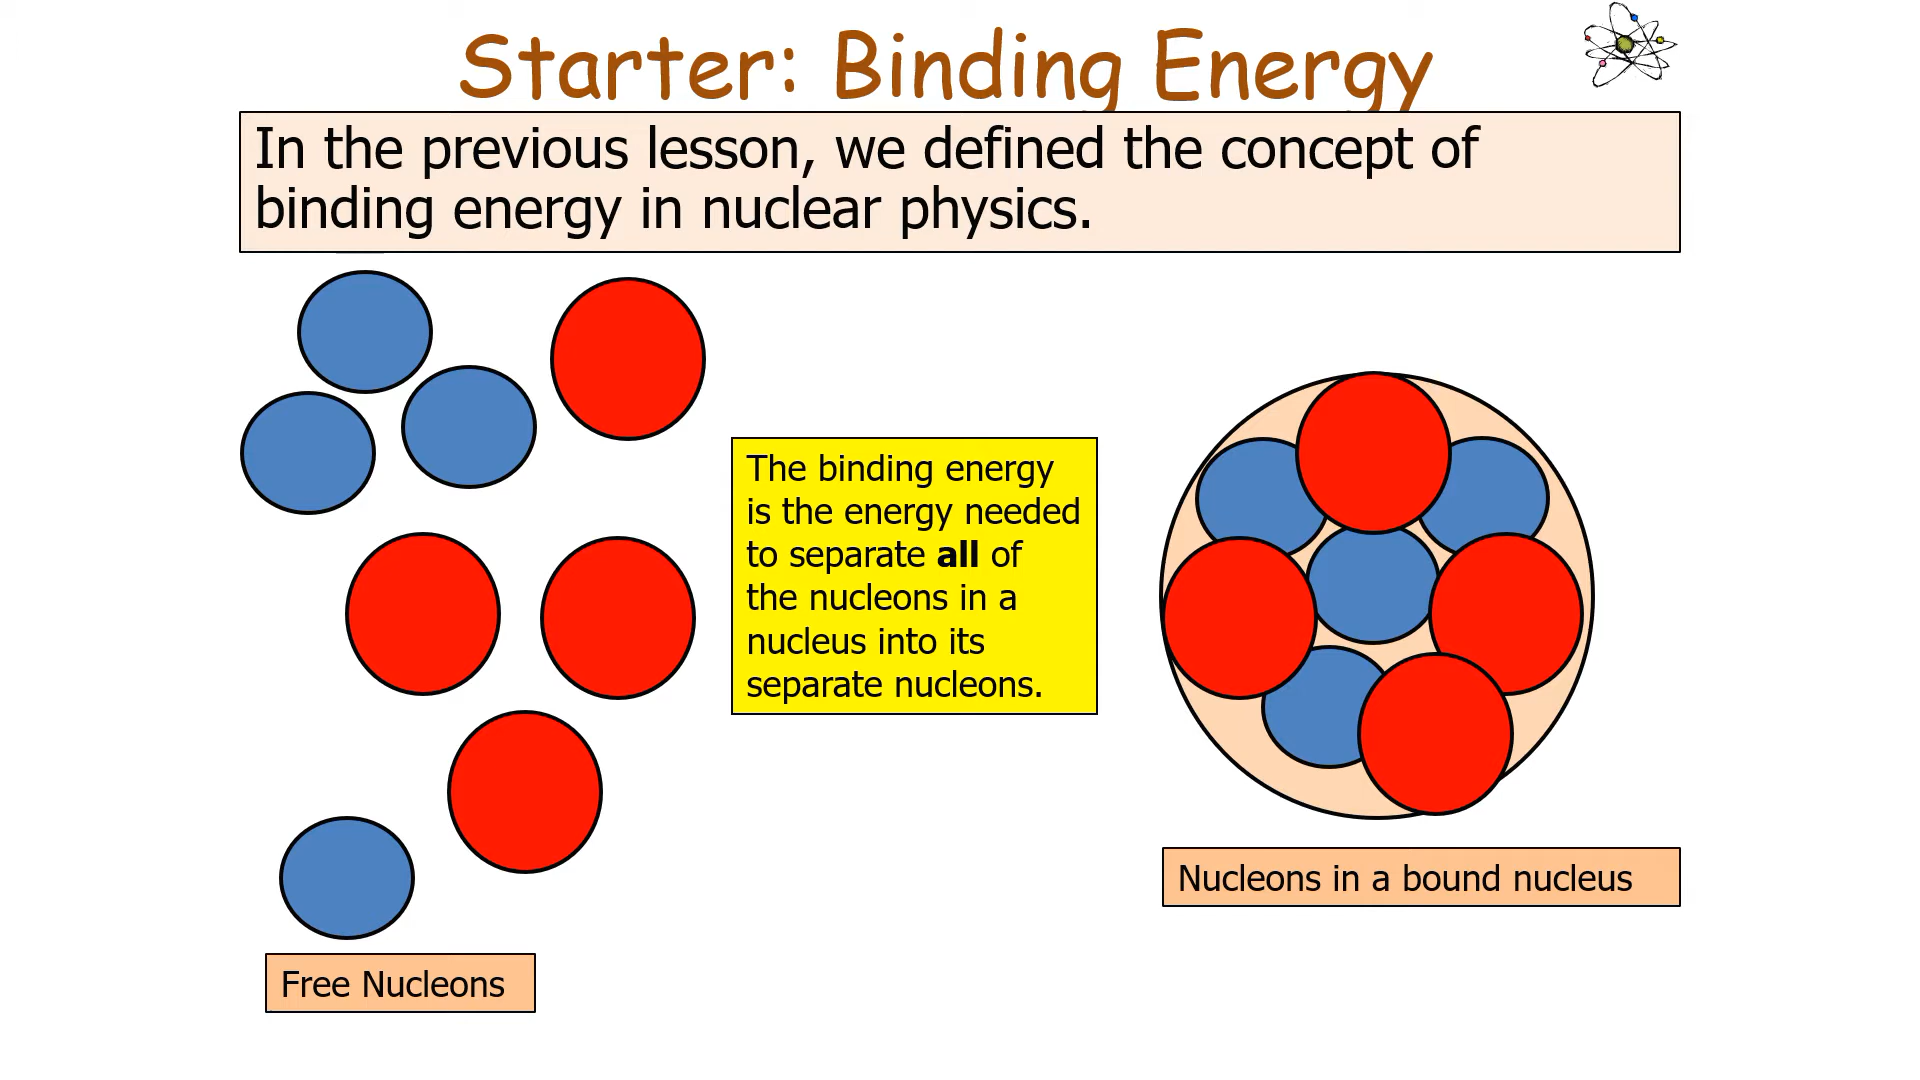 Starter: Binding Energy
In the previous lesson, we defined the concept of
binding energy in nuclear physics.
The binding energy
is the energy needed
to separate all of
the nucleons in a
nucleus into its
separate nucleons.
Nucleons in a bound nucleus
Free Nucleons